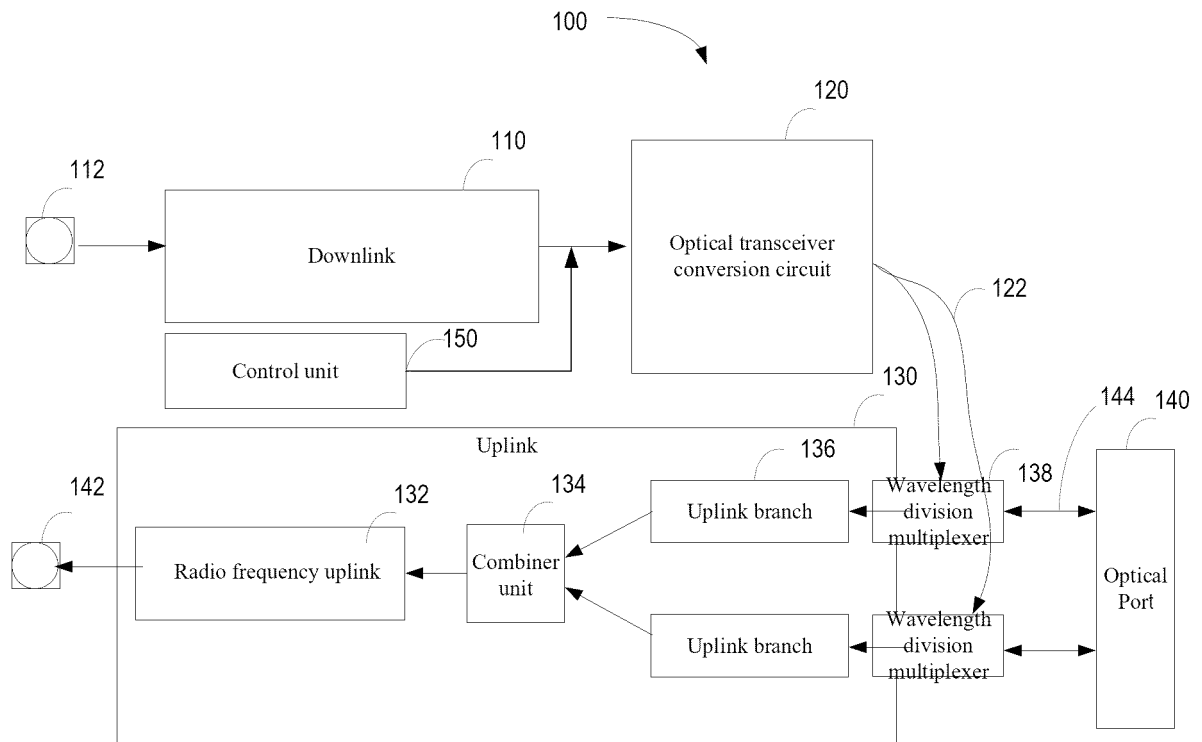 100
120
110
112
Downlink
Optical transceiver
conversion circuit
122
150
Control unit
130
144
140
Uplink
136
138
142
132
134
Uplink branch
Wavelength
division
multiplexer
Radio frequency uplink
Combiner
unit
Optical
Port
Uplink branch
Wavelength
division
multiplexer